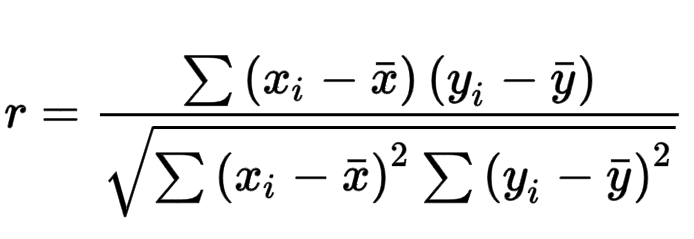 r = \frac{\sum (x_i - \bar{x}) (y_i - \bar{y})}{\sqrt{\sum (x_i - \bar{x})^2 \sum (y_i - \bar{y})^2}}